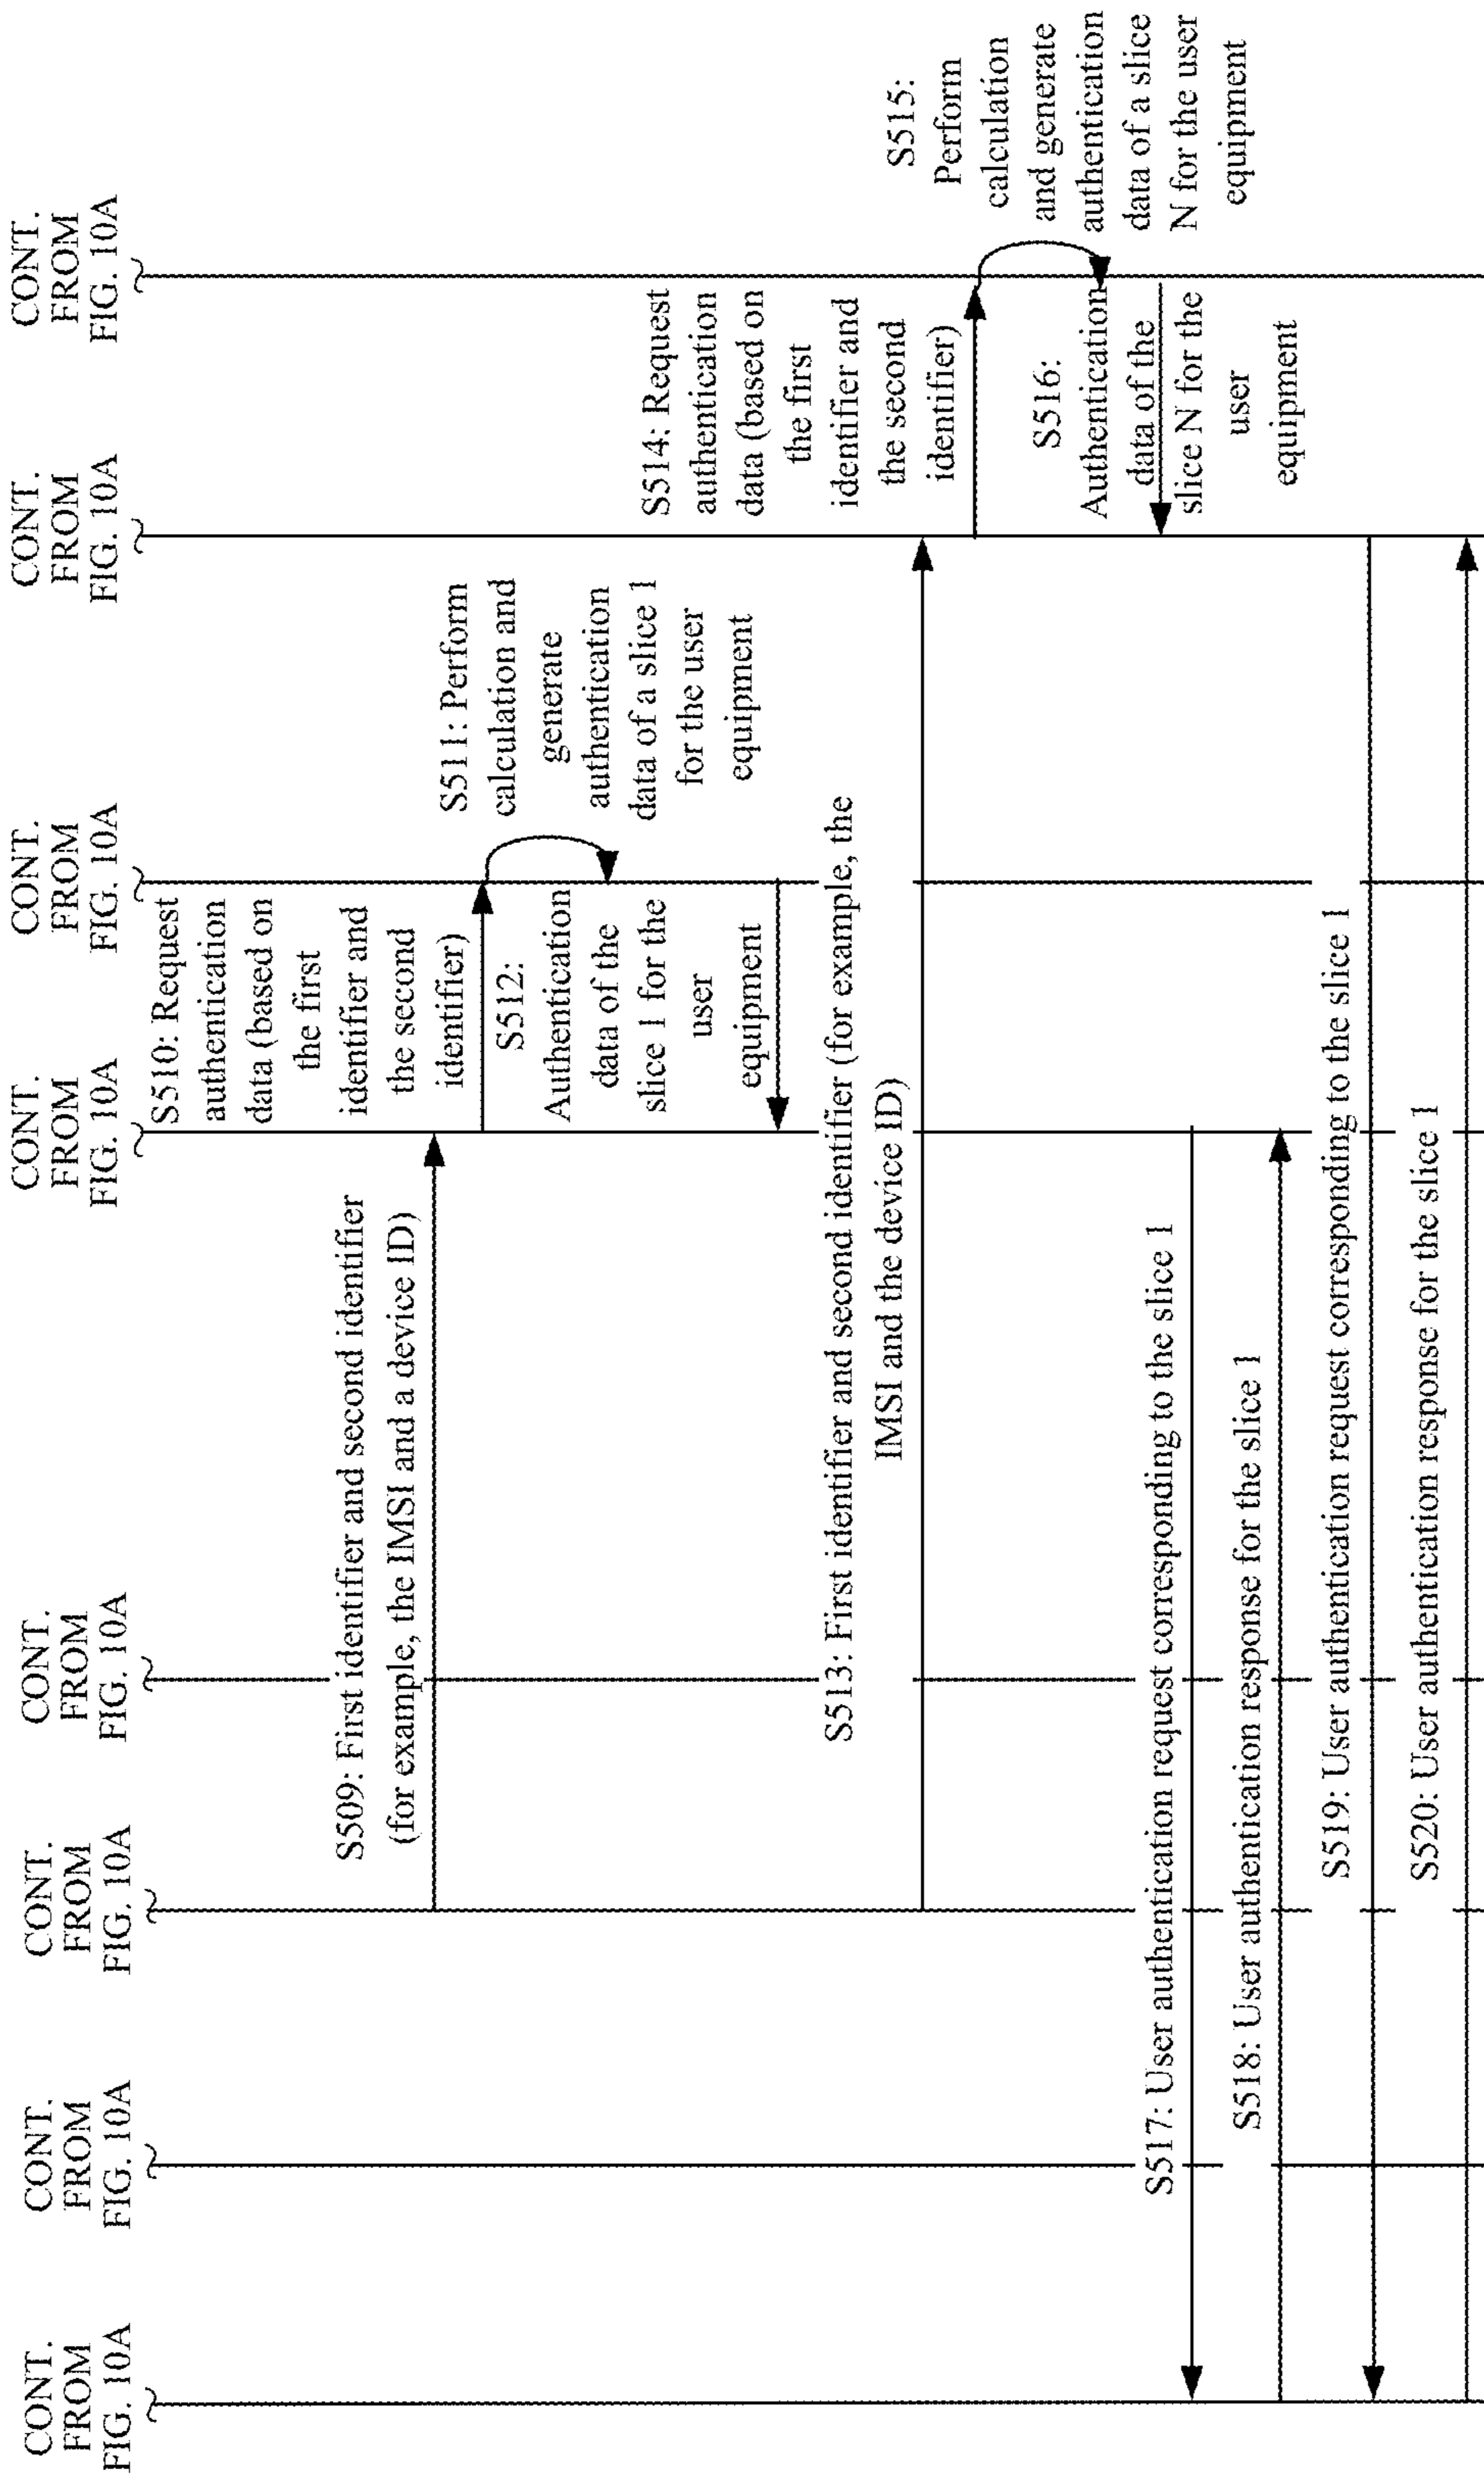 CONT.
FROM
FIG. 10A
CONT.
FROM
FIG. 10A
CONT.
FROM
FIG. 10A
CONT.
FROM
FIG. 10A
CONT.
FROM
FIG. 10A
CONT.
FROM
FIG. 10A
CONT.
FROM
FIG. 10A
CONT.
FROM
FIG. 10A
S509: First identifier and second identifier
(for example, the IMSI and a device ID)
S510: Request
authentication
data (based on
the first
identifier and
the second
identifier)
S511: Perform
calculation and
generate
authentication
data of a slice 1
for the user
equipment
S512:
Authentication
data of the
slice 1 for the
user
equipment
S513: First identifier and second identifier (for example, the
IMSI and the device ID)
S514: Request
authentication
data (based on
the first
identifier and
the second
identifier)
S515:
Perform
calculation
and generate
authentication
data of a slice
N for the user
equipment
S516:
Authentication
data of the
slice N for the
user
equipment
S517: User authentication request corresponding to the slice 1
S518: User authentication response for the slice 1
S519: User authentication request corresponding to the slice 1
S520: User authentication response for the slice 1